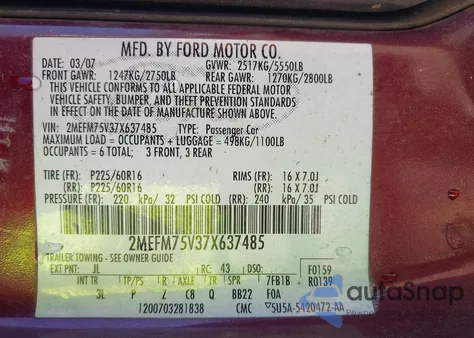 MFD. BY FORD MOTOR CO.
DATE: 03/07 GVWR: 2517KG/5550LB
FRONT GAWR: 1247KG/2750LB REAR GAWR: 1270KG/2800LB
THIS VEHICLE CONFORMS TO ALL APPLICABLE FEDERAL MOTOR
VEHICLE SAFETY, BUMPER, AND THEFT PREVENTION STANDARDS
IN EFFECT ON THE DATE OF MANUFACTURE SHOWN ABOVE.
VIN: 2MEFM75V37X637485 TYPE: Passenger Car
MAXIMUM LOAD = OCCUPANTS + LUGGAGE = 498KG/1100LB
OCCUPANTS = 6 TOTAL: 3 FRONT, 3 REAR
TIRE (FR): P225/60R16 RIMS (FR): 16 X 7.0J
(RR): P225/60R16 (RR): 16 X 7.0J
PRESSURE (FR): 220 kPa/ 32 PSI COLD (RR): 240 kPa/ 35 PSI COLD
2MEFM75V37X637485
TRAILER TOWING - SEE OWNER GUIDE
EXT PNT: JL RC: 43 DSO: F0159
INT TR TP/PS R AXLE TR SPR 7FB1B R0139
3L P Z C8 Q BB22 F0A
1200703281838 CMC 5U5A-5420472-AA
autoSnap